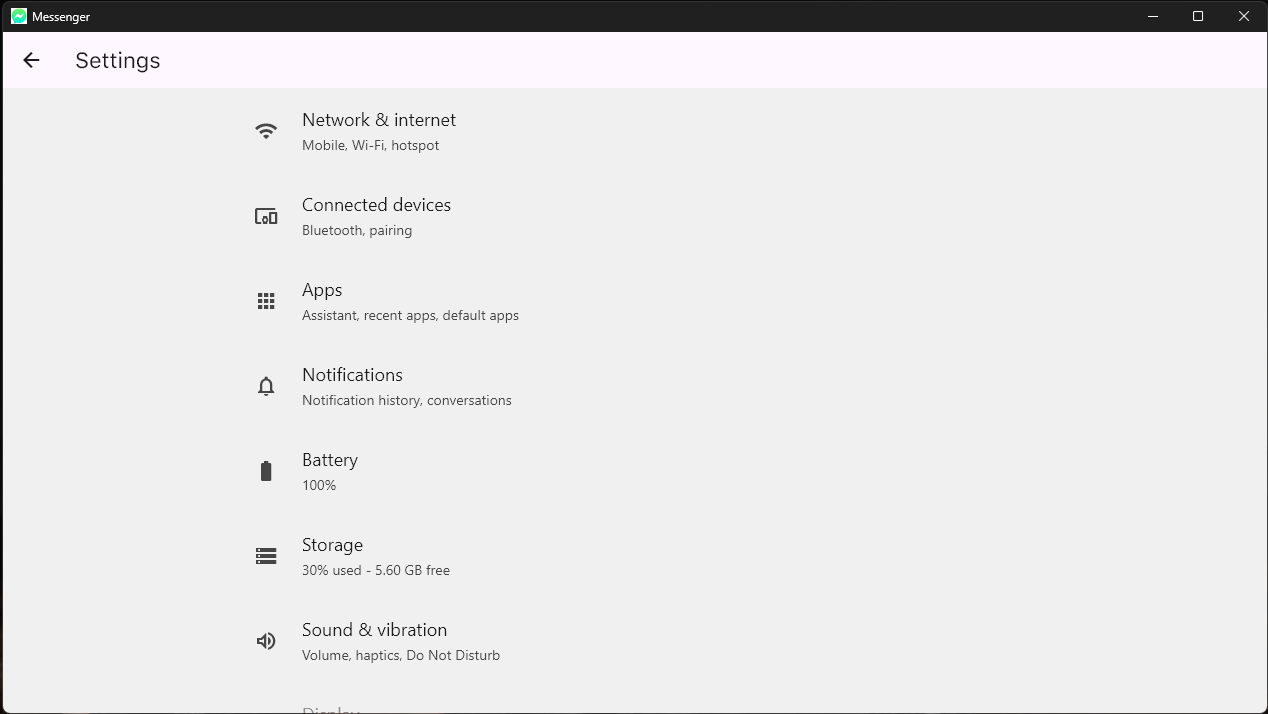 Messenger
Settings
Network & internet
Mobile, Wi-Fi, hotspot
Connected devices
Bluetooth, pairing
Apps
Assistant, recent apps, default apps
Notifications
Notification history, conversations
Battery
100%
Storage
30% used - 5.60 GB free
Sound & vibration
Volume, haptics, Do Not Disturb
Display